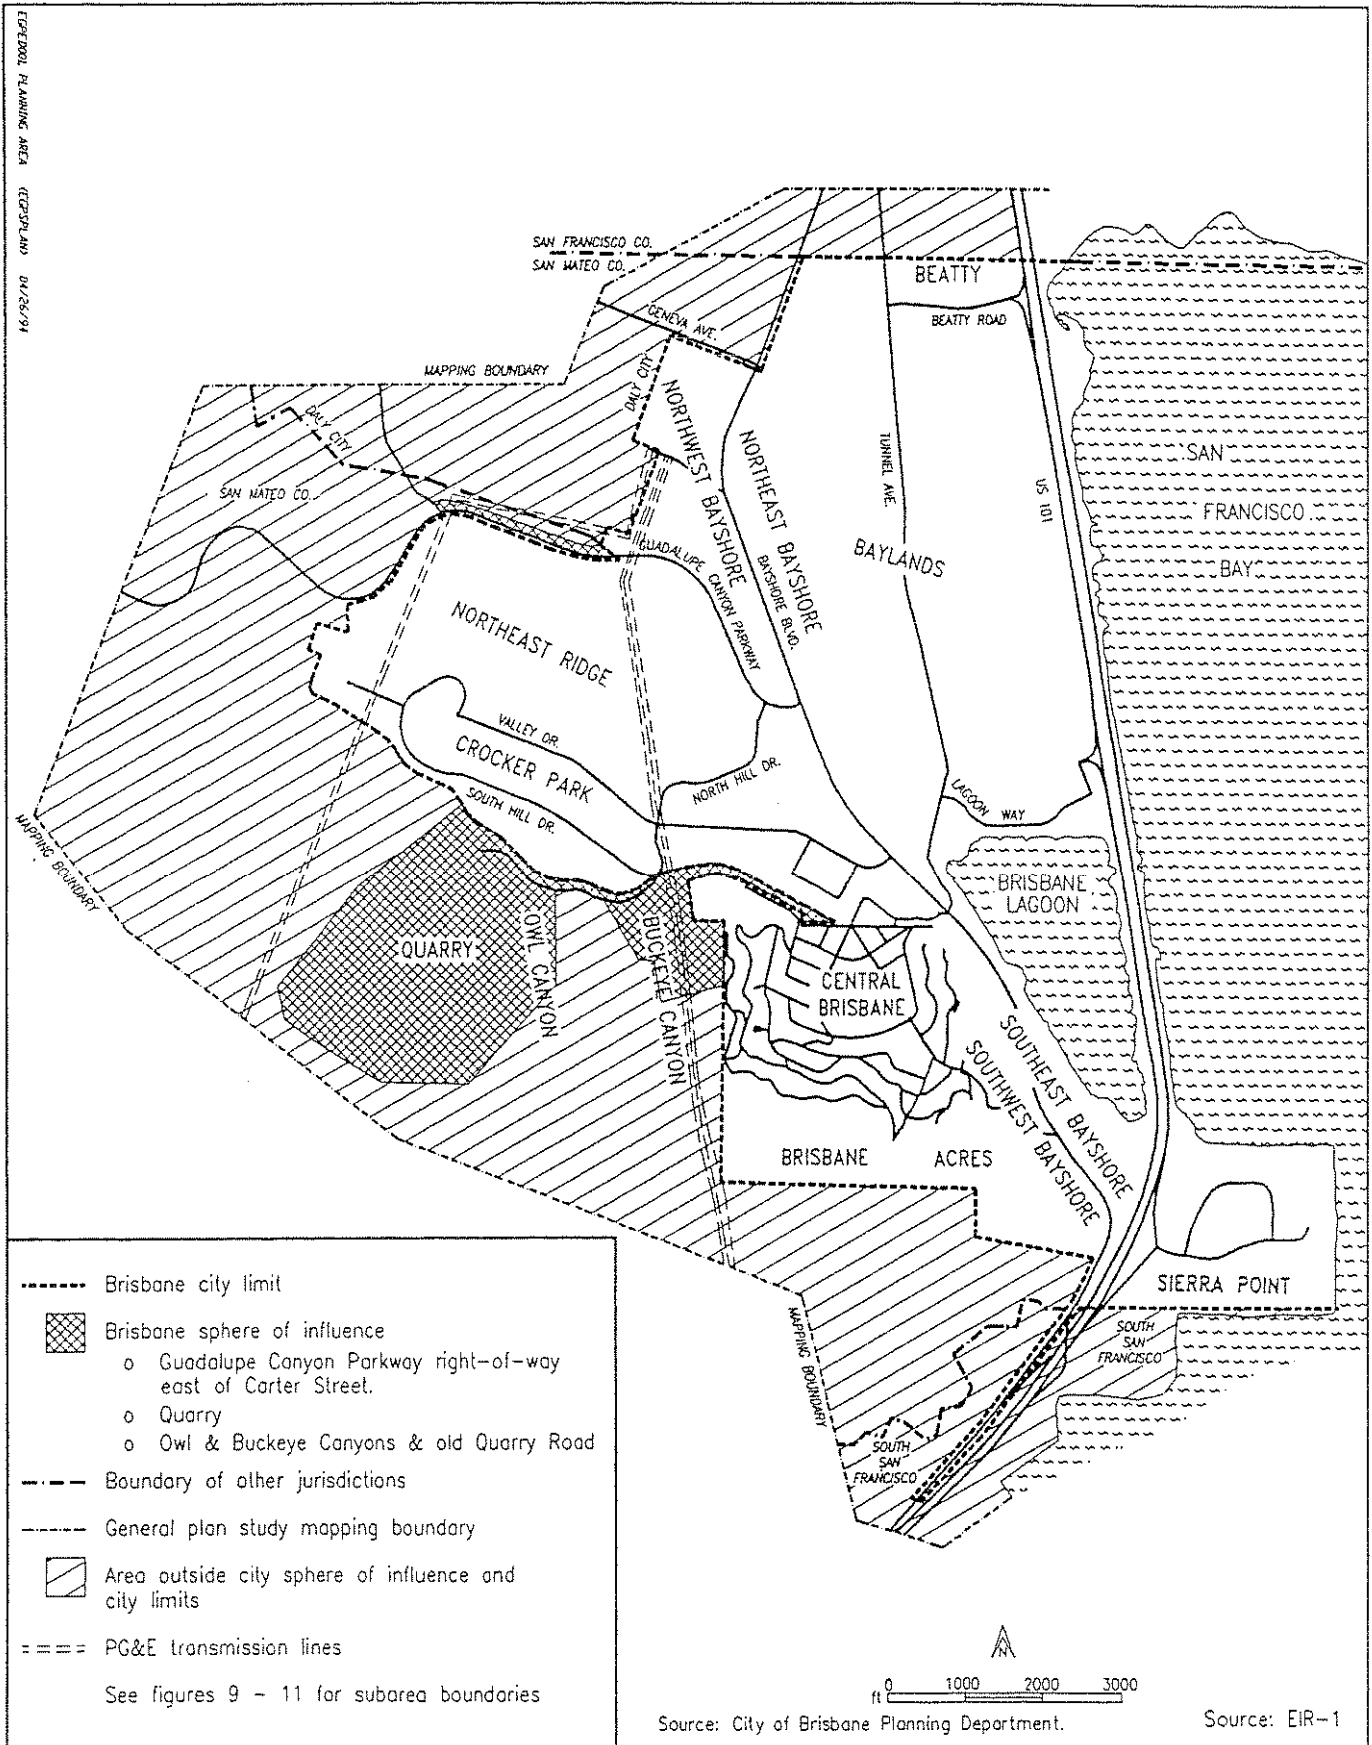 EGPEDOOL PLANNING AREA (EGPSPLAN) 04/26/94
SAN FRANCISCO CO.
SAN MATEO CO.
BEATTY
BEATTY ROAD
GENEVA AVE.
MAPPING BOUNDARY
DALY CITY
DALY CITY
SAN MATEO CO.
NORTHWEST BAYSHORE
NORTHEAST BAYSHORE
BAYSHORE BLVD.
TUNNEL AVE.
US 101
BAYLANDS
SAN
FRANCISCO
BAY
GUADALUPE CANYON PARKWAY
NORTHEAST RIDGE
VALLEY DR.
CROCKER PARK
SOUTH HILL DR.
NORTH HILL DR.
LAGOON WAY
BRISBANE
LAGOON
MAPPING BOUNDARY
QUARRY
OWL CANYON
BUCKEYE CANYON
CENTRAL
BRISBANE
SOUTHEAST BAYSHORE
SOUTHWEST BAYSHORE
BRISBANE ACRES
SIERRA POINT
SOUTH
SAN
FRANCISCO
MAPPING BOUNDARY
SOUTH
SAN
FRANCISCO
Brisbane city limit
Brisbane sphere of influence
o Guadalupe Canyon Parkway right-of-way
east of Carter Street.
o Quarry
o Owl & Buckeye Canyons & old Quarry Road
Boundary of other jurisdictions
General plan study mapping boundary
Area outside city sphere of influence and
city limits
PG&E transmission lines
See figures 9 - 11 for subarea boundaries
N
0 1000 2000 3000
ft
Source: City of Brisbane Planning Department.
Source: EIR-1